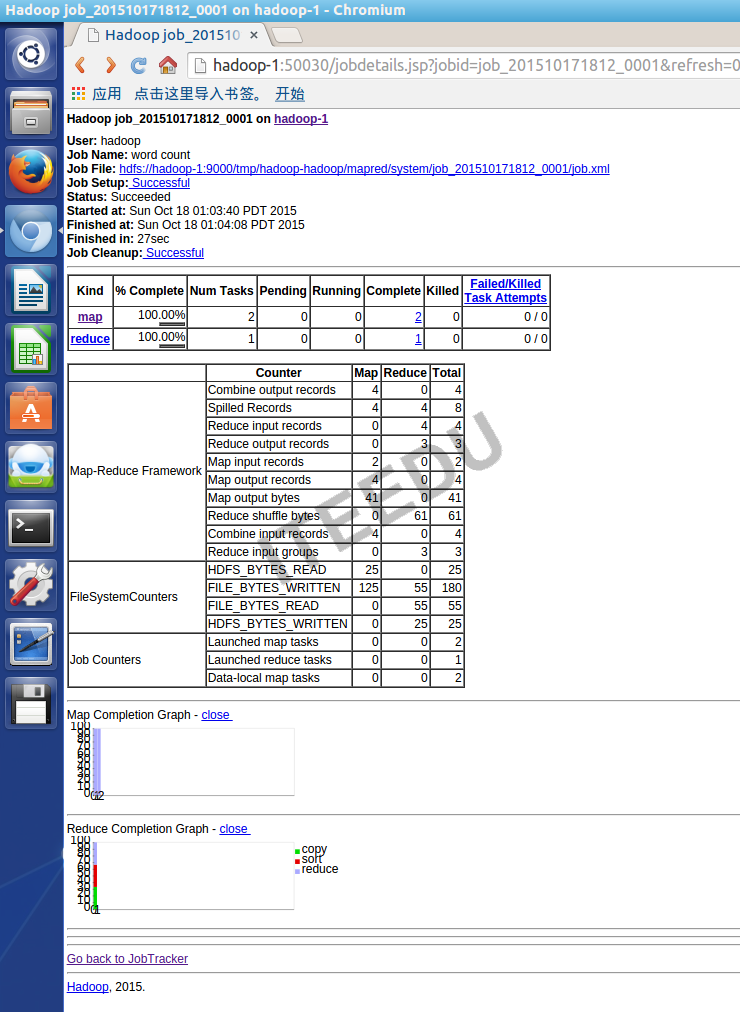 Hadoop job_201510171812_0001 on hadoop-1 - Chromium
Hadoop job_201510
hadoop-1:50030/jobdetails.jsp?jobid=job_201510171812_0001&refresh=0
应用 点击这里导入书签。 开始
Hadoop job_201510171812_0001 on hadoop-1
User: hadoop
Job Name: word count
Job File: hdfs://hadoop-1:9000/tmp/hadoop-hadoop/mapred/system/job_201510171812_0001/job.xml
Job Setup: Successful
Status: Succeeded
Started at: Sun Oct 18 01:03:40 PDT 2015
Finished at: Sun Oct 18 01:04:08 PDT 2015
Finished in: 27sec
Job Cleanup: Successful
Kind % Complete Num Tasks Pending Running Complete Killed Failed/Killed
Task Attempts
map 100.00% 2 0 0 2 0 0 / 0
reduce 100.00% 1 0 0 1 0 0 / 0
Counter Map Reduce Total
Map-Reduce Framework
Combine output records 4 0 4
Spilled Records 4 4 8
Reduce input records 0 4 4
Reduce output records 0 3 3
Map input records 2 0 2
Map output records 4 0 4
Map output bytes 41 0 41
Reduce shuffle bytes 0 61 61
Combine input records 4 0 4
Reduce input groups 0 3 3
FileSystemCounters
HDFS_BYTES_READ 25 0 25
FILE_BYTES_WRITTEN 125 55 180
FILE_BYTES_READ 0 55 55
HDFS_BYTES_WRITTEN 0 25 25
Job Counters
Launched map tasks 0 0 2
Launched reduce tasks 0 0 1
Data-local map tasks 0 0 2
ITEEDU
Map Completion Graph - close
100
90
80
70
60
50
40
30
20
10
0
Reduce Completion Graph - close
100
90
80
70
60
50
40
30
20
10
0
0 1
copy
sort
reduce
Go back to JobTracker
Hadoop, 2015.